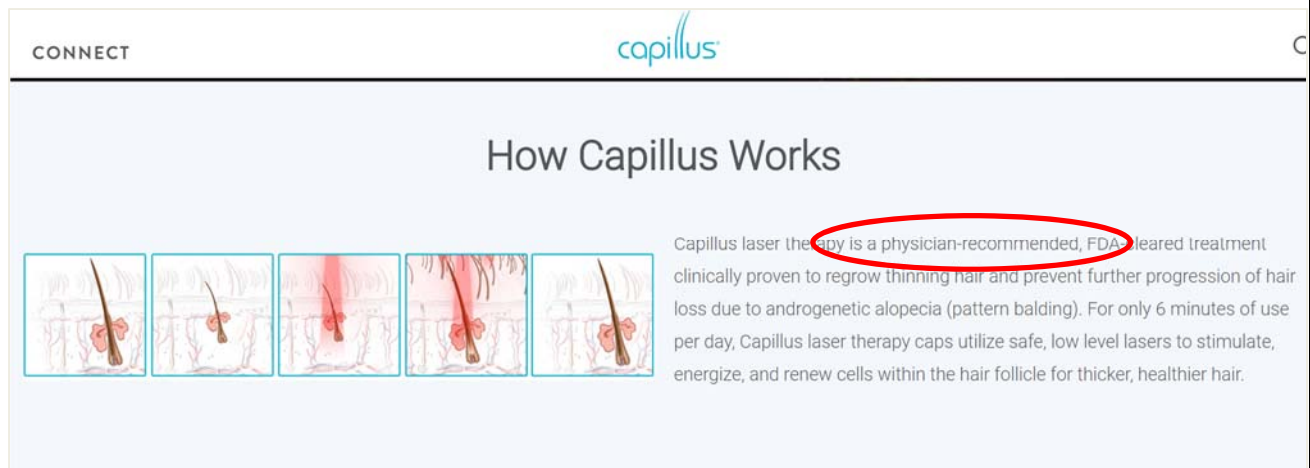 CONNECT
capillus
How Capillus Works
Capillus laser therapy is a physician-recommended, FDA-cleared treatment
clinically proven to regrow thinning hair and prevent further progression of hair
loss due to androgenetic alopecia (pattern balding). For only 6 minutes of use
per day, Capillus laser therapy caps utilize safe, low level lasers to stimulate,
energize, and renew cells within the hair follicle for thicker, healthier hair.